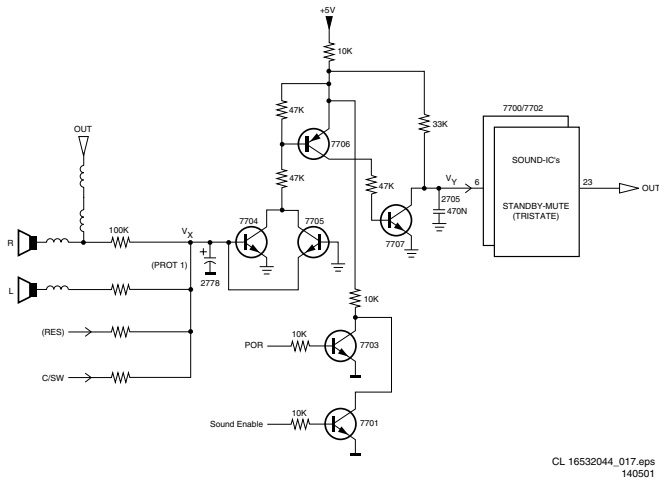 +5V
10K
47K
33K
7700/7702
OUT
7706
SOUND-IC's
47K
47K
VY
6
2705
470N
STANDBY-MUTE
(TRISTATE)
23
OUT
7707
R
100K
VX
7704
7705
(PROT 1)
+
2778
L
10K
(RES)
POR
10K
7703
C/SW
Sound Enable
10K
7701
CL 16532044_017.eps
140501